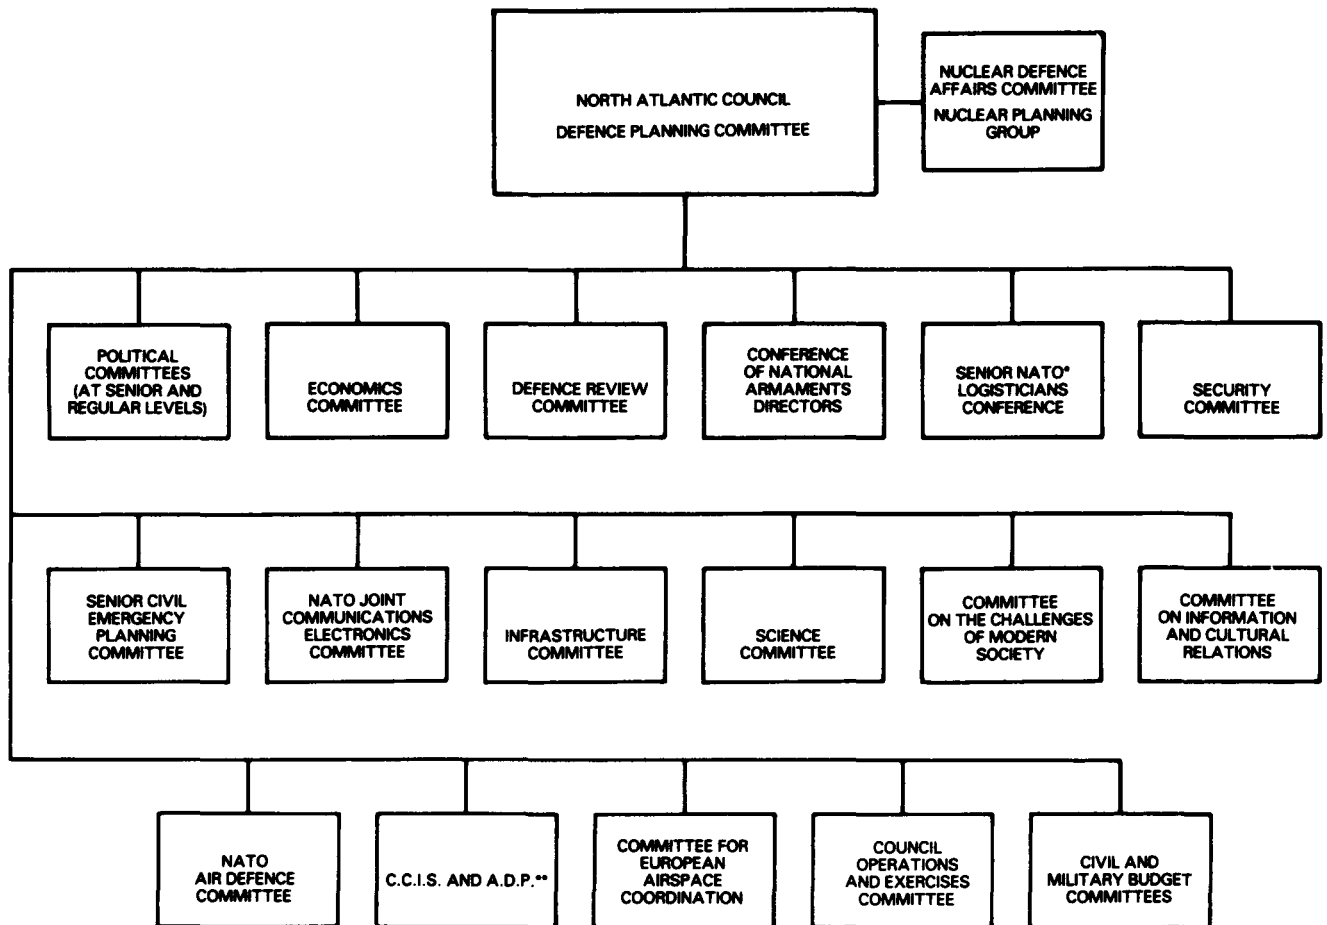 NORTH ATLANTIC COUNCIL
DEFENCE PLANNING COMMITTEE
NUCLEAR DEFENCE
AFFAIRS COMMITTEE
NUCLEAR PLANNING
GROUP
POLITICAL
COMMITTEES
(AT SENIOR AND
REGULAR LEVELS)
ECONOMICS
COMMITTEE
DEFENCE REVIEW
COMMITTEE
CONFERENCE
OF NATIONAL
ARMAMENTS
DIRECTORS
SENIOR NATO*
LOGISTICIANS
CONFERENCE
SECURITY
COMMITTEE
SENIOR CIVIL
EMERGENCY
PLANNING
COMMITTEE
NATO JOINT
COMMUNICATIONS
ELECTRONICS
COMMITTEE
INFRASTRUCTURE
COMMITTEE
SCIENCE
COMMITTEE
COMMITTEE
ON THE CHALLENGES
OF MODERN
SOCIETY
COMMITTEE
ON INFORMATION
AND CULTURAL
RELATIONS
NATO
AIR DEFENCE
COMMITTEE
C.C.I.S. AND A.D.P.**
COMMITTEE FOR
EUROPEAN
AIRSPACE
COORDINATION
COUNCIL
OPERATIONS
AND EXERCISES
COMMITTEE
CIVIL AND
MILITARY BUDGET
COMMITTEES